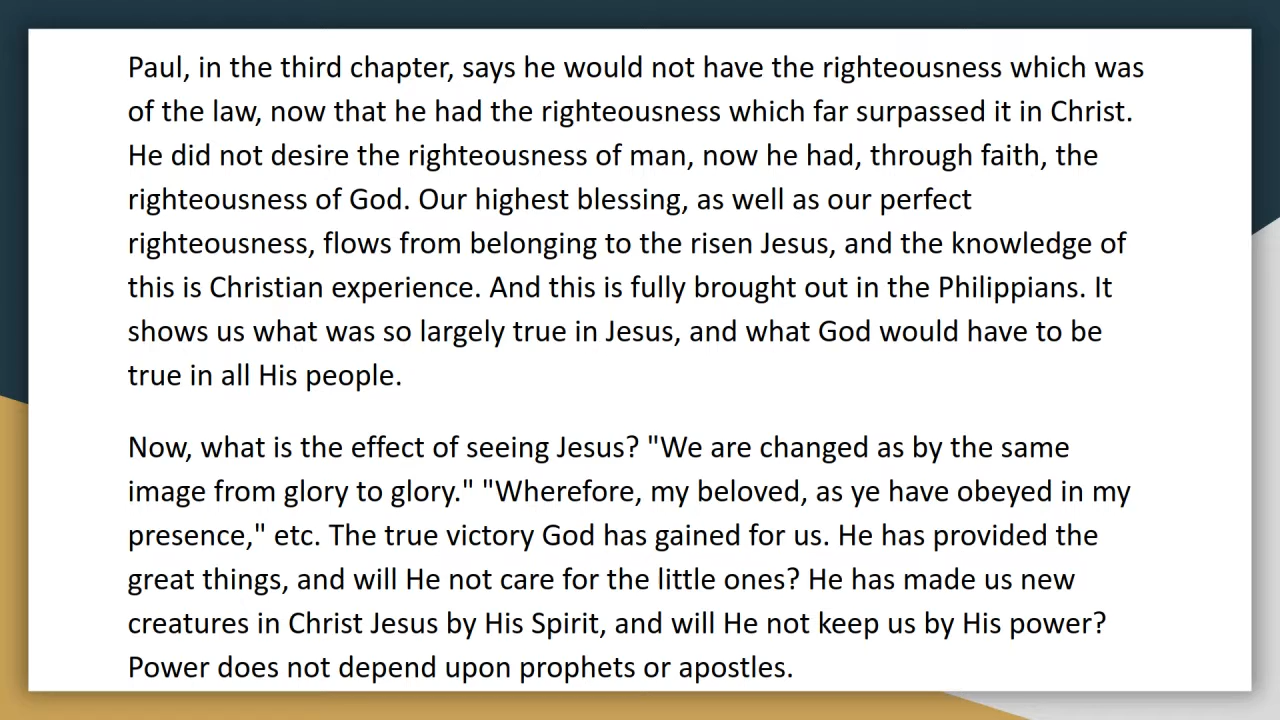 Paul, in the third chapter, says he would not have the righteousness which was
of the law, now that he had the righteousness which far surpassed it in Christ.
He did not desire the righteousness of man, now he had, through faith, the
righteousness of God. Our highest blessing, as well as our perfect
righteousness, flows from belonging to the risen Jesus, and the knowledge of
this is Christian experience. And this is fully brought out in the Philippians. It
shows us what was so largely true in Jesus, and what God would have to be
true in all His people.
Now, what is the effect of seeing Jesus? "We are changed as by the same
image from glory to glory." "Wherefore, my beloved, as ye have obeyed in my
presence," etc. The true victory God has gained for us. He has provided the
great things, and will He not care for the little ones? He has made us new
creatures in Christ Jesus by His Spirit, and will He not keep us by His power?
Power does not depend upon prophets or apostles.